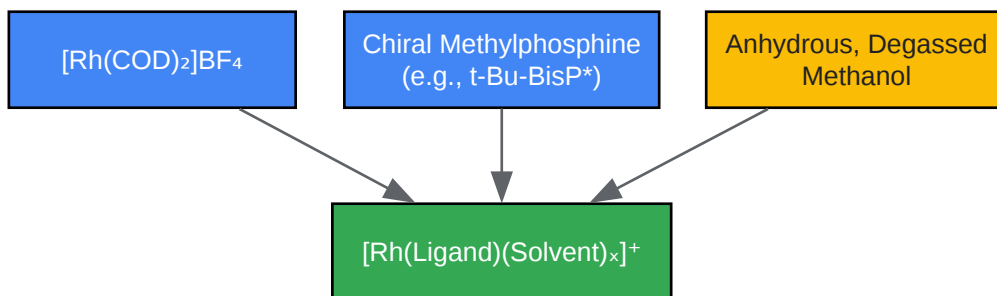 [Rh(COD)₂]BF₄
Chiral Methylphosphine
(e.g., t-Bu-BisP*)
Anhydrous, Degassed
Methanol
[Rh(Ligand)(Solvent)ₓ]⁺